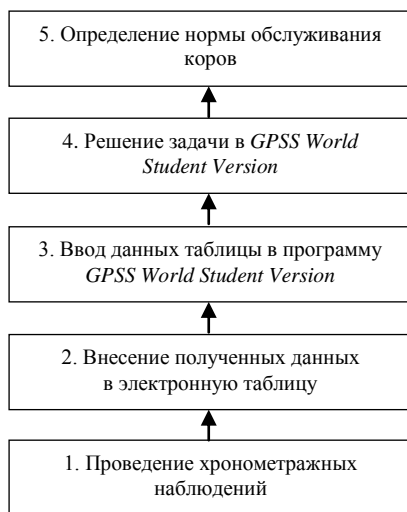 5. Определение нормы обслуживания
коров
4. Решение задачи в GPSS World
Student Version
3. Ввод данных таблицы в программу
GPSS World Student Version
2. Внесение полученных данных
в электронную таблицу
1. Проведение хронометражных
наблюдений